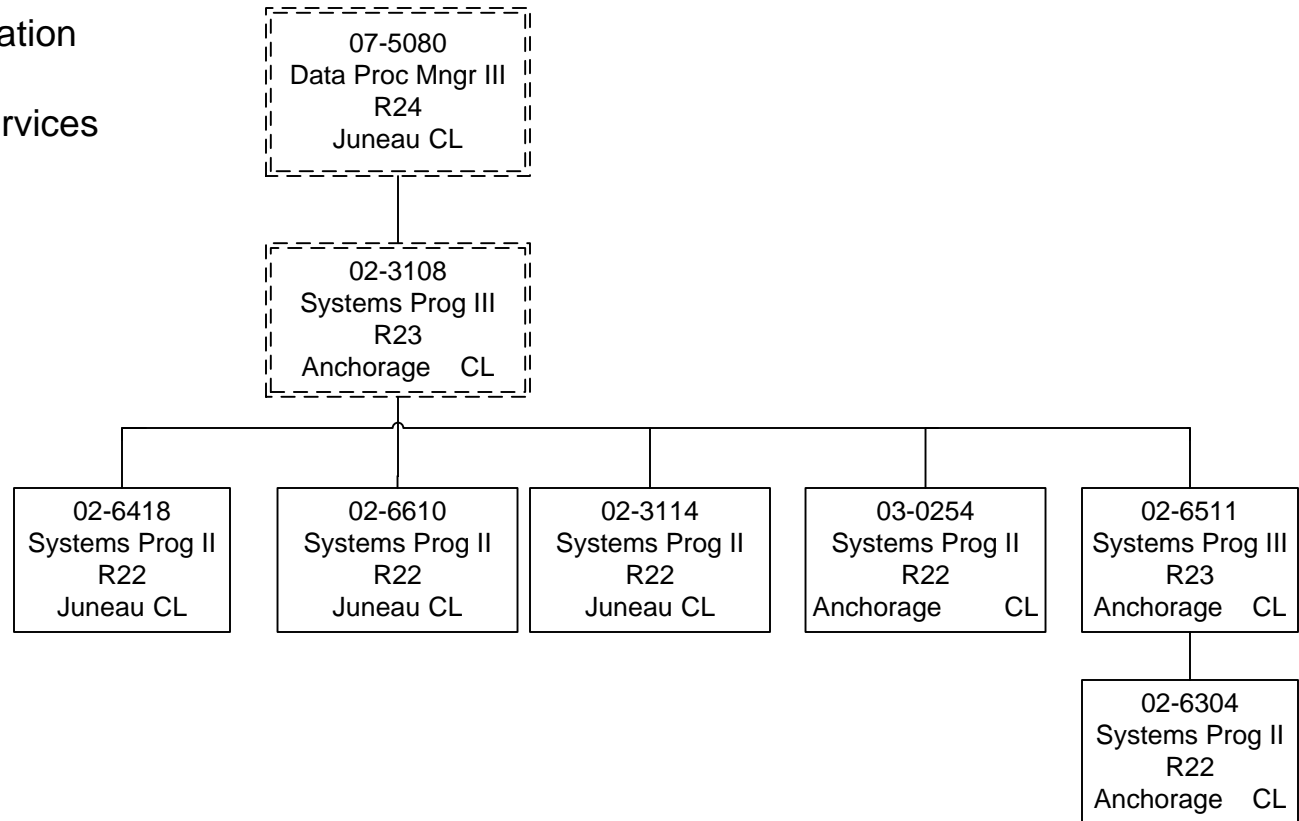 ation
rvices
07-5080
Data Proc Mngr III
R24
Juneau CL
02-3108
Systems Prog III
R23
Anchorage CL
02-6418
Systems Prog II
R22
Juneau CL
02-6610
Systems Prog II
R22
Juneau CL
02-3114
Systems Prog II
R22
Juneau CL
03-0254
Systems Prog II
R22
Anchorage CL
02-6511
Systems Prog III
R23
Anchorage CL
02-6304
Systems Prog II
R22
Anchorage CL